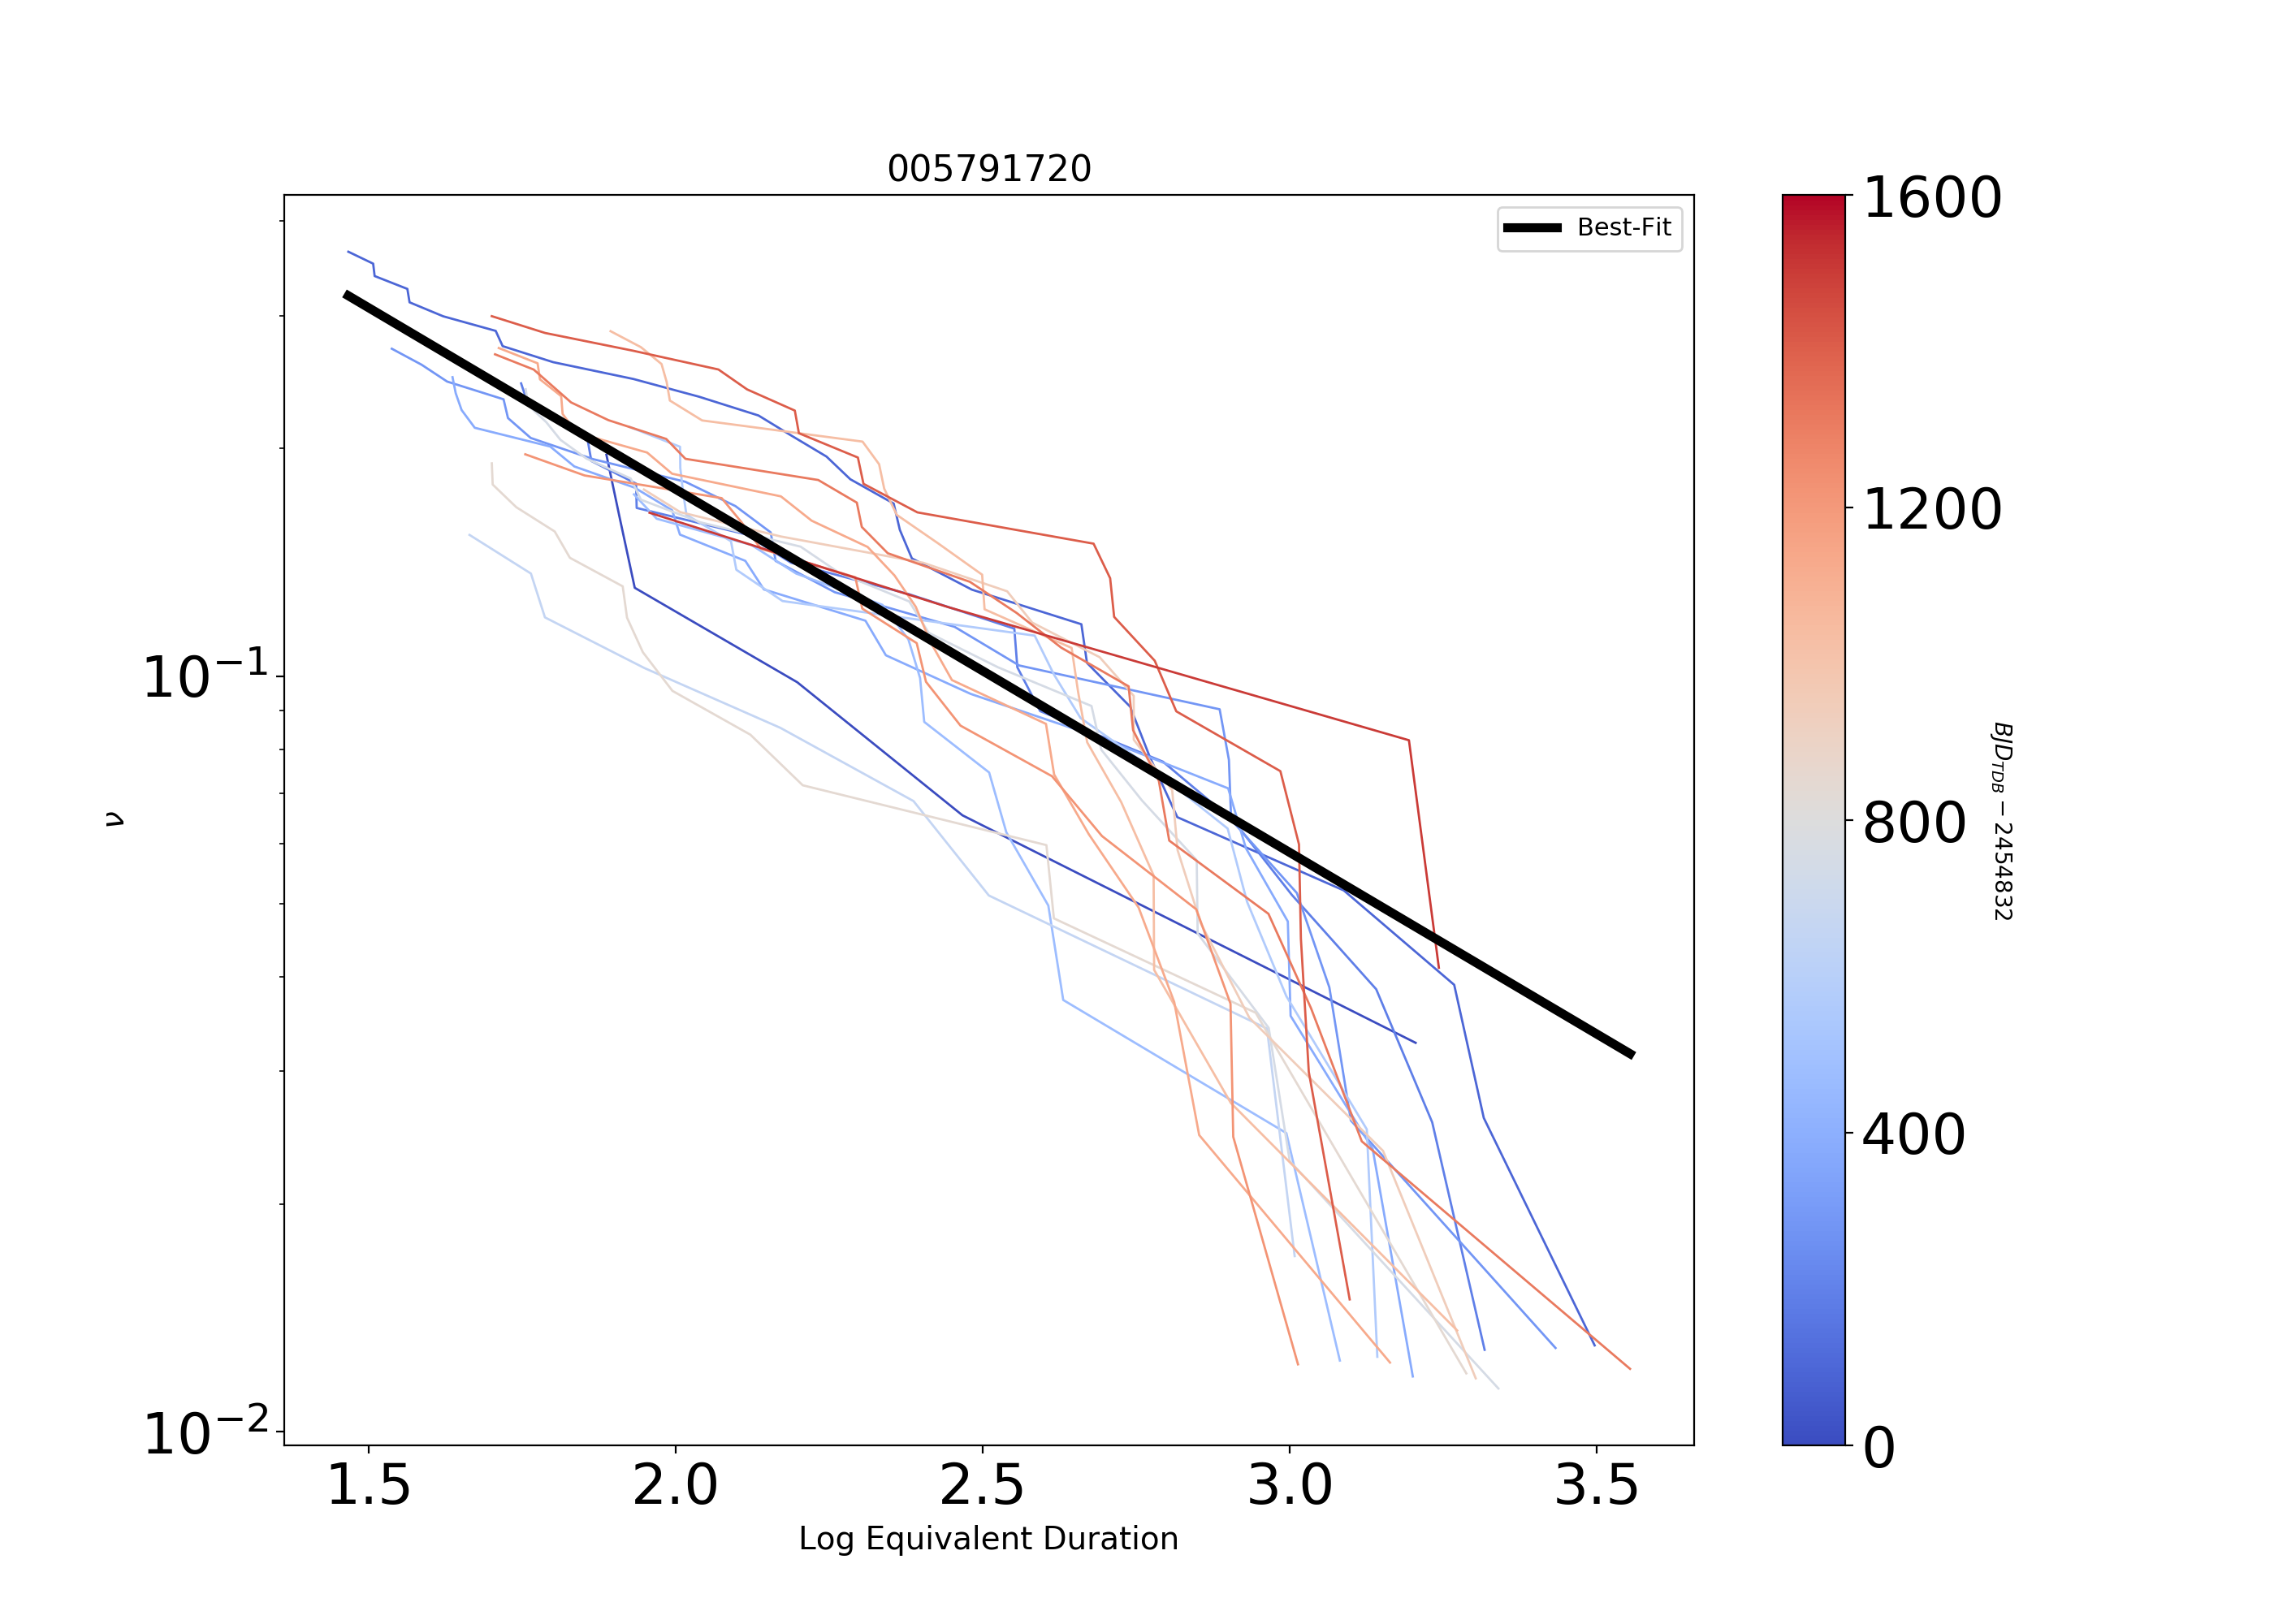 005791720
Best-Fit
ν
10⁻¹
10⁻²
1.5 2.0 2.5 3.0 3.5
Log Equivalent Duration
1600
1200
800
400
0
BJD_TDB − 2454832